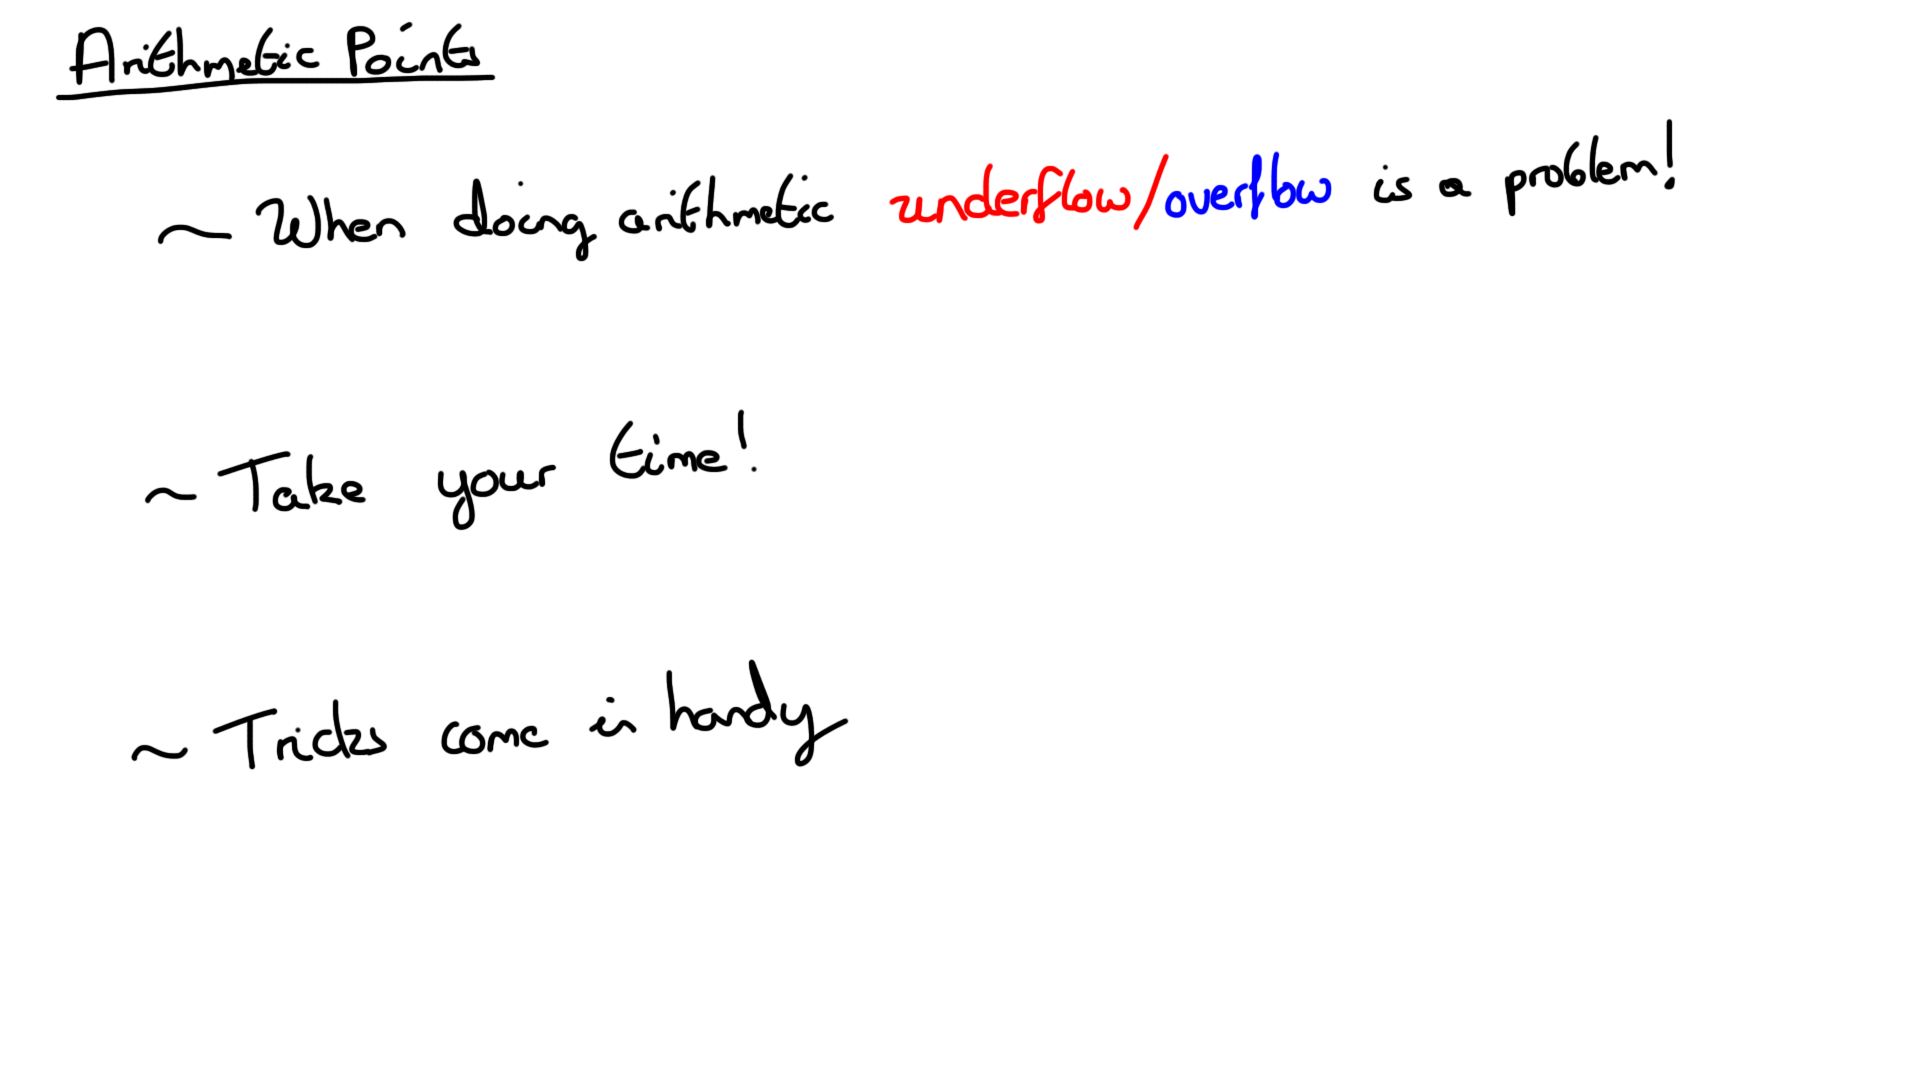 Arithmetic Points
~ When doing arithmetic underflow/overflow is a problem!
~ Take your time!
~ Tricks come in handy